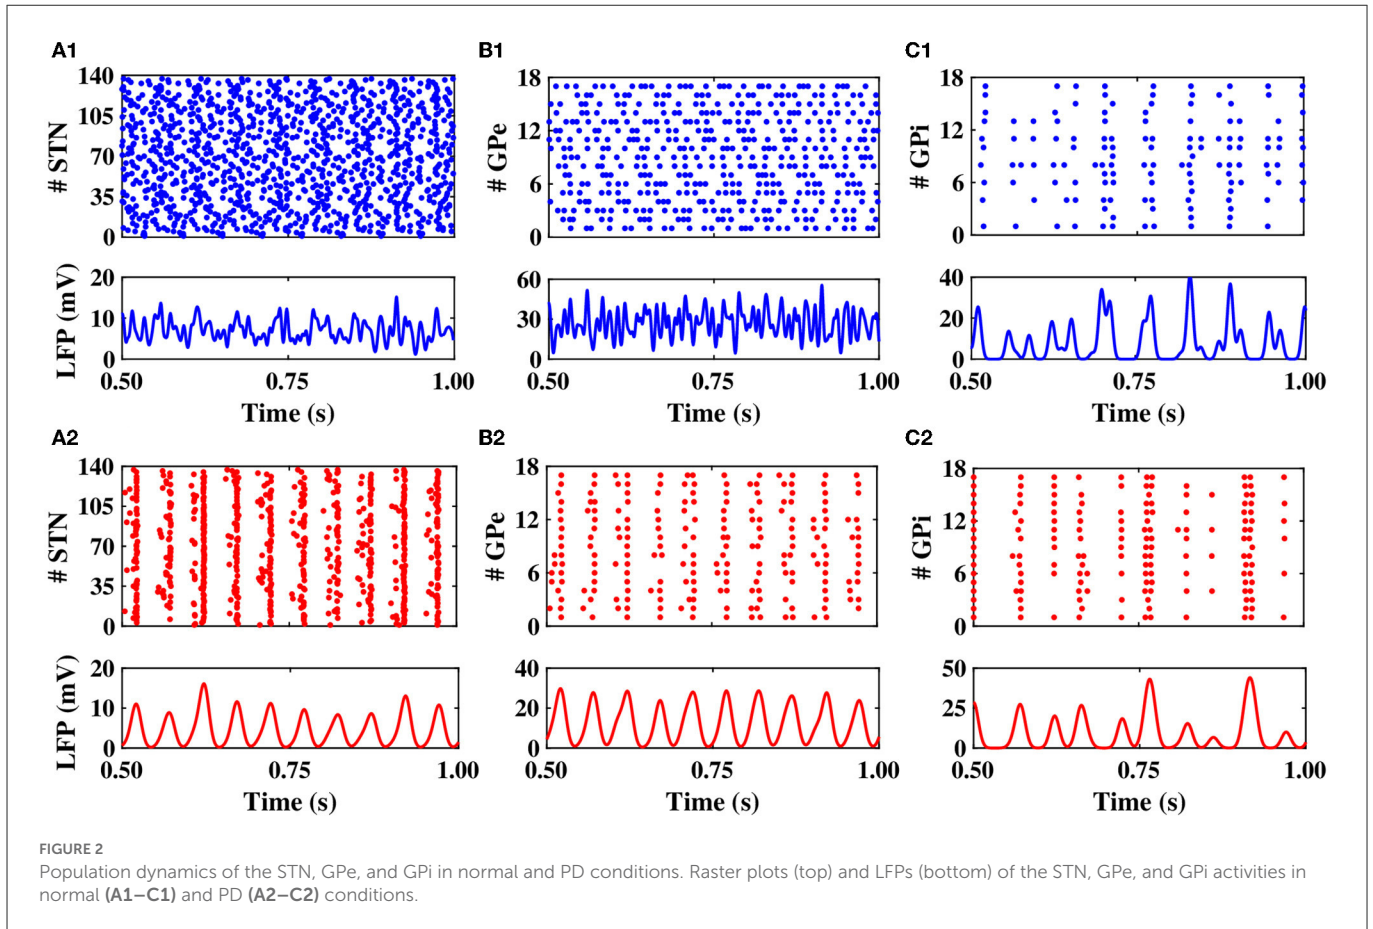 A1
B1
C1
140
105
70
35
0
# STN
18
12
6
0
# GPe
18
12
6
0
# GPi
20
10
0
LFP (mV)
0.50 0.75 1.00
Time (s)
60
30
0
0.50 0.75 1.00
Time (s)
40
20
0
0.50 0.75 1.00
Time (s)
A2
B2
C2
140
105
70
35
0
# STN
18
12
6
0
# GPe
18
12
6
0
# GPi
20
10
0
LFP (mV)
0.50 0.75 1.00
Time (s)
40
20
0
0.50 0.75 1.00
Time (s)
50
25
0
0.50 0.75 1.00
Time (s)
FIGURE 2
Population dynamics of the STN, GPe, and GPi in normal and PD conditions. Raster plots (top) and LFPs (bottom) of the STN, GPe, and GPi activities in
normal (A1–C1) and PD (A2–C2) conditions.